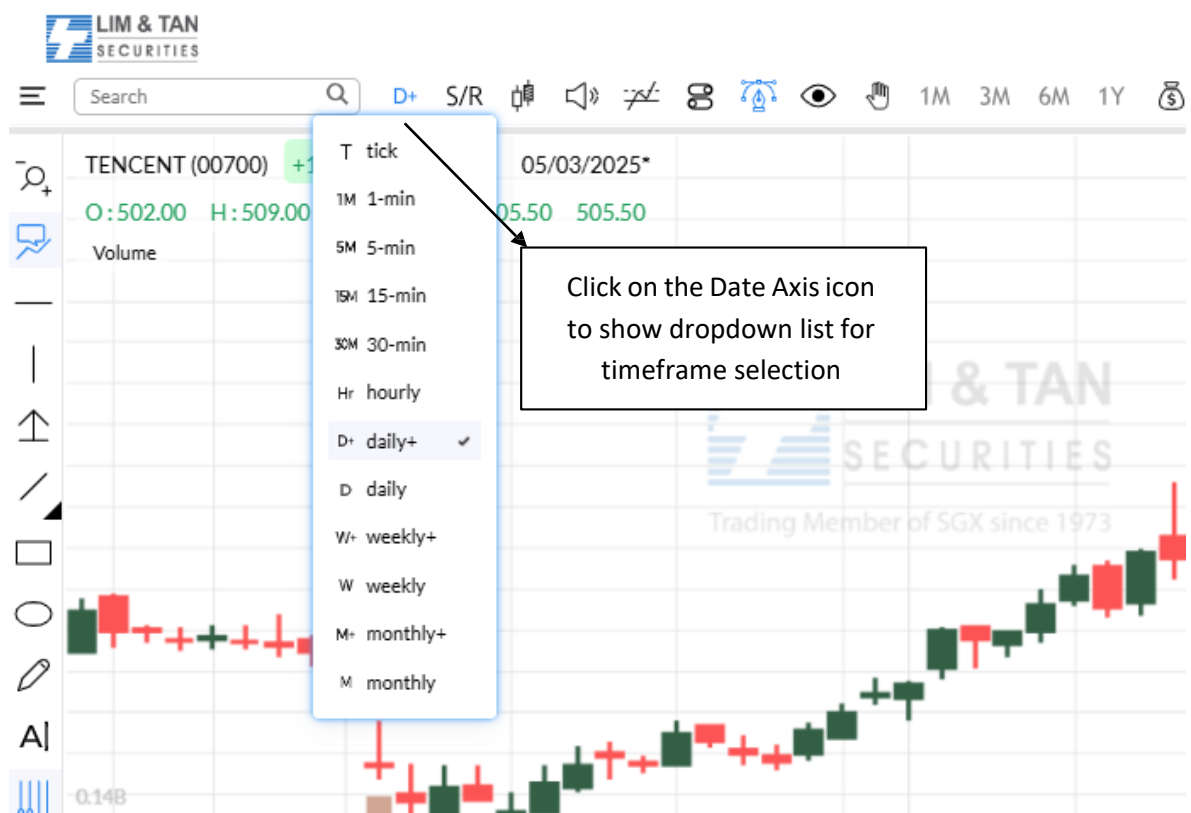 LIM & TAN
SECURITIES
Search
D+ S/R 1M 3M 6M 1Y
TENCENT (00700) 05/03/2025*
O:502.00 H:509.00 505.50
Volume
T tick
1M 1-min
5M 5-min
15M 15-min
30M 30-min
Hr hourly
D+ daily+
D daily
W+ weekly+
W weekly
M+ monthly+
M monthly
Click on the Date Axis icon
to show dropdown list for
timeframe selection
& TAN
SECURITIES
Trading Member of SGX since 1973
A
0.14B